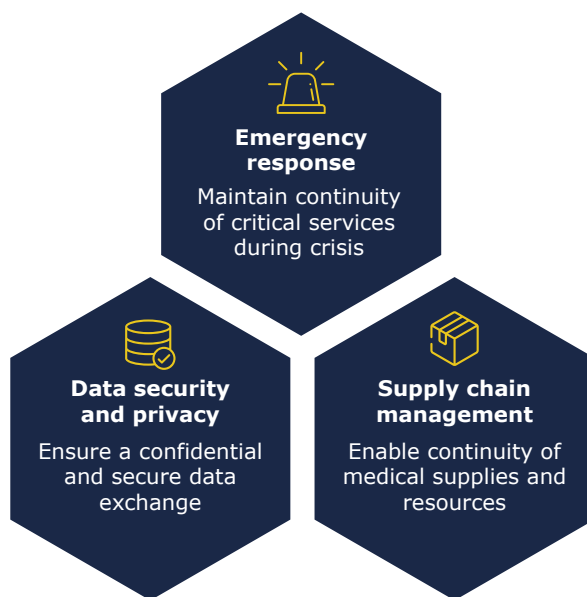 Emergency
response
Maintain continuity
of critical services
during crisis
Data security
and privacy
Ensure a confidential
and secure data
exchange
Supply chain
management
Enable continuity of
medical supplies and
resources